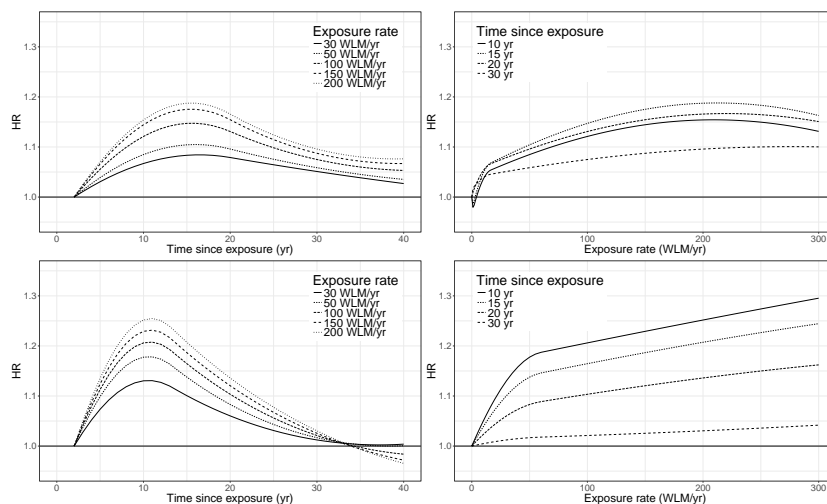 Exposure rate
30 WLM/yr
50 WLM/yr
100 WLM/yr
150 WLM/yr
200 WLM/yr
1.3
1.2
1.1
1.0
HR
0
10
20
30
40
Time since exposure (yr)
Time since exposure
10 yr
15 yr
20 yr
30 yr
1.3
1.2
1.1
1.0
HR
0
100
200
300
Exposure rate (WLM/yr)
Exposure rate
30 WLM/yr
50 WLM/yr
100 WLM/yr
150 WLM/yr
200 WLM/yr
1.3
1.2
1.1
1.0
HR
0
10
20
30
40
Time since exposure (yr)
Time since exposure
10 yr
15 yr
20 yr
30 yr
1.3
1.2
1.1
1.0
HR
0
100
200
300
Exposure rate (WLM/yr)